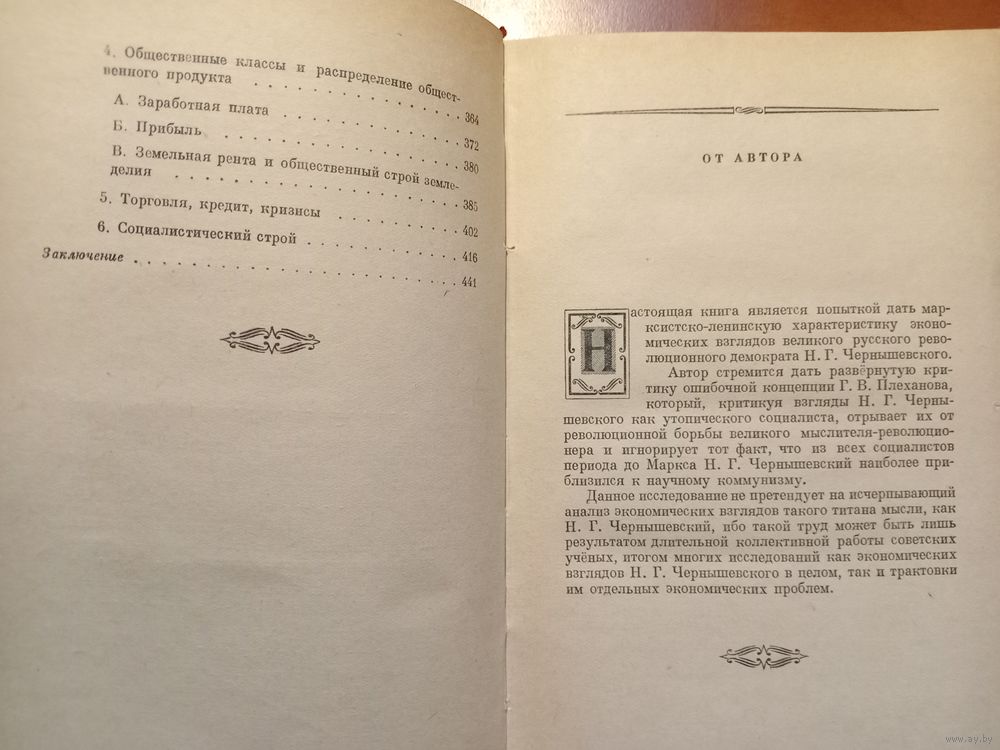 4. Общественные классы и распределение общест-
венного продукта . . . . . . . . . . . . . . 364
А. Заработная плата . . . . . . . . . . . . 372
Б. Прибыль . . . . . . . . . . . . . . . . 380
В. Земельная рента и общественный строй земле-
делия . . . . . . . . . . . . . . . . . 385
5. Торговля, кредит, кризисы . . . . . . . . . 402
6. Социалистический строй . . . . . . . . . . 416
Заключение . . . . . . . . . . . . . . . . . . 441
ОТ АВТОРА
Настоящая книга является попыткой дать мар-
ксистско-ленинскую характеристику эконо-
мических взглядов великого русского рево-
люционного демократа Н. Г. Чернышевского.
Автор стремится дать развёрнутую кри-
тику ошибочной концепции Г. В. Плеханова,
который, критикуя взгляды Н. Г. Черны-
шевского как утопического социалиста, отрывает их от
революционной борьбы великого мыслителя-революцио-
нера и игнорирует тот факт, что из всех социалистов
периода до Маркса Н. Г. Чернышевский наиболее при-
близился к научному коммунизму.
Данное исследование не претендует на исчерпывающий
анализ экономических взглядов такого титана мысли, как
Н. Г. Чернышевский, ибо такой труд может быть лишь
результатом длительной коллективной работы советских
учёных, итогом многих исследований как экономических
взглядов Н. Г. Чернышевского в целом, так и трактовки
им отдельных экономических проблем.
www.ay.by